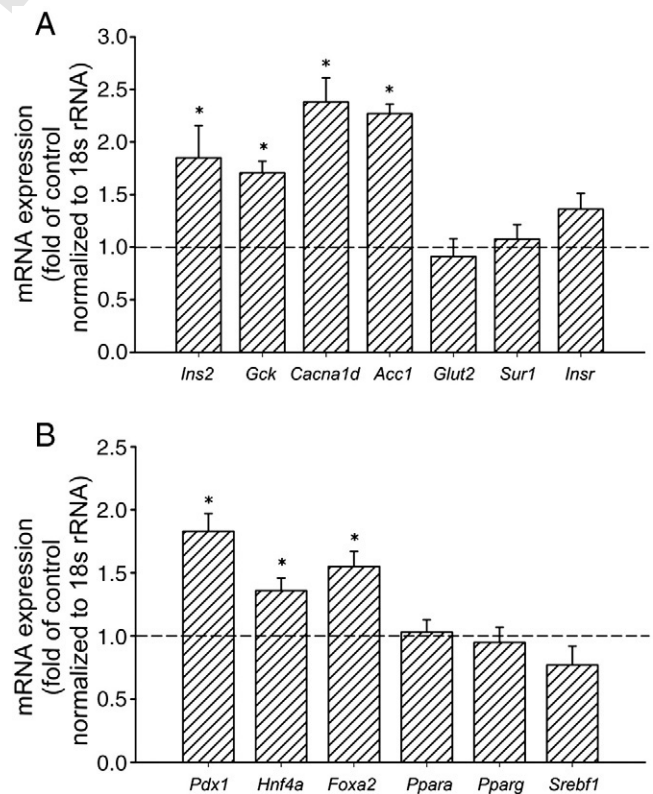 A
mRNA expression
(fold of control
normalized to 18s rRNA)
3.0
2.5
2.0
1.5
1.0
0.5
0.0
* * * *
Ins2 Gck Cacna1d Acc1 Glut2 Sur1 Insr
B
mRNA expression
(fold of control
normalized to 18s rRNA)
2.5
2.0
1.5
1.0
0.5
0.0
* * *
Pdx1 Hnf4a Foxa2 Ppara Pparg Srebf1